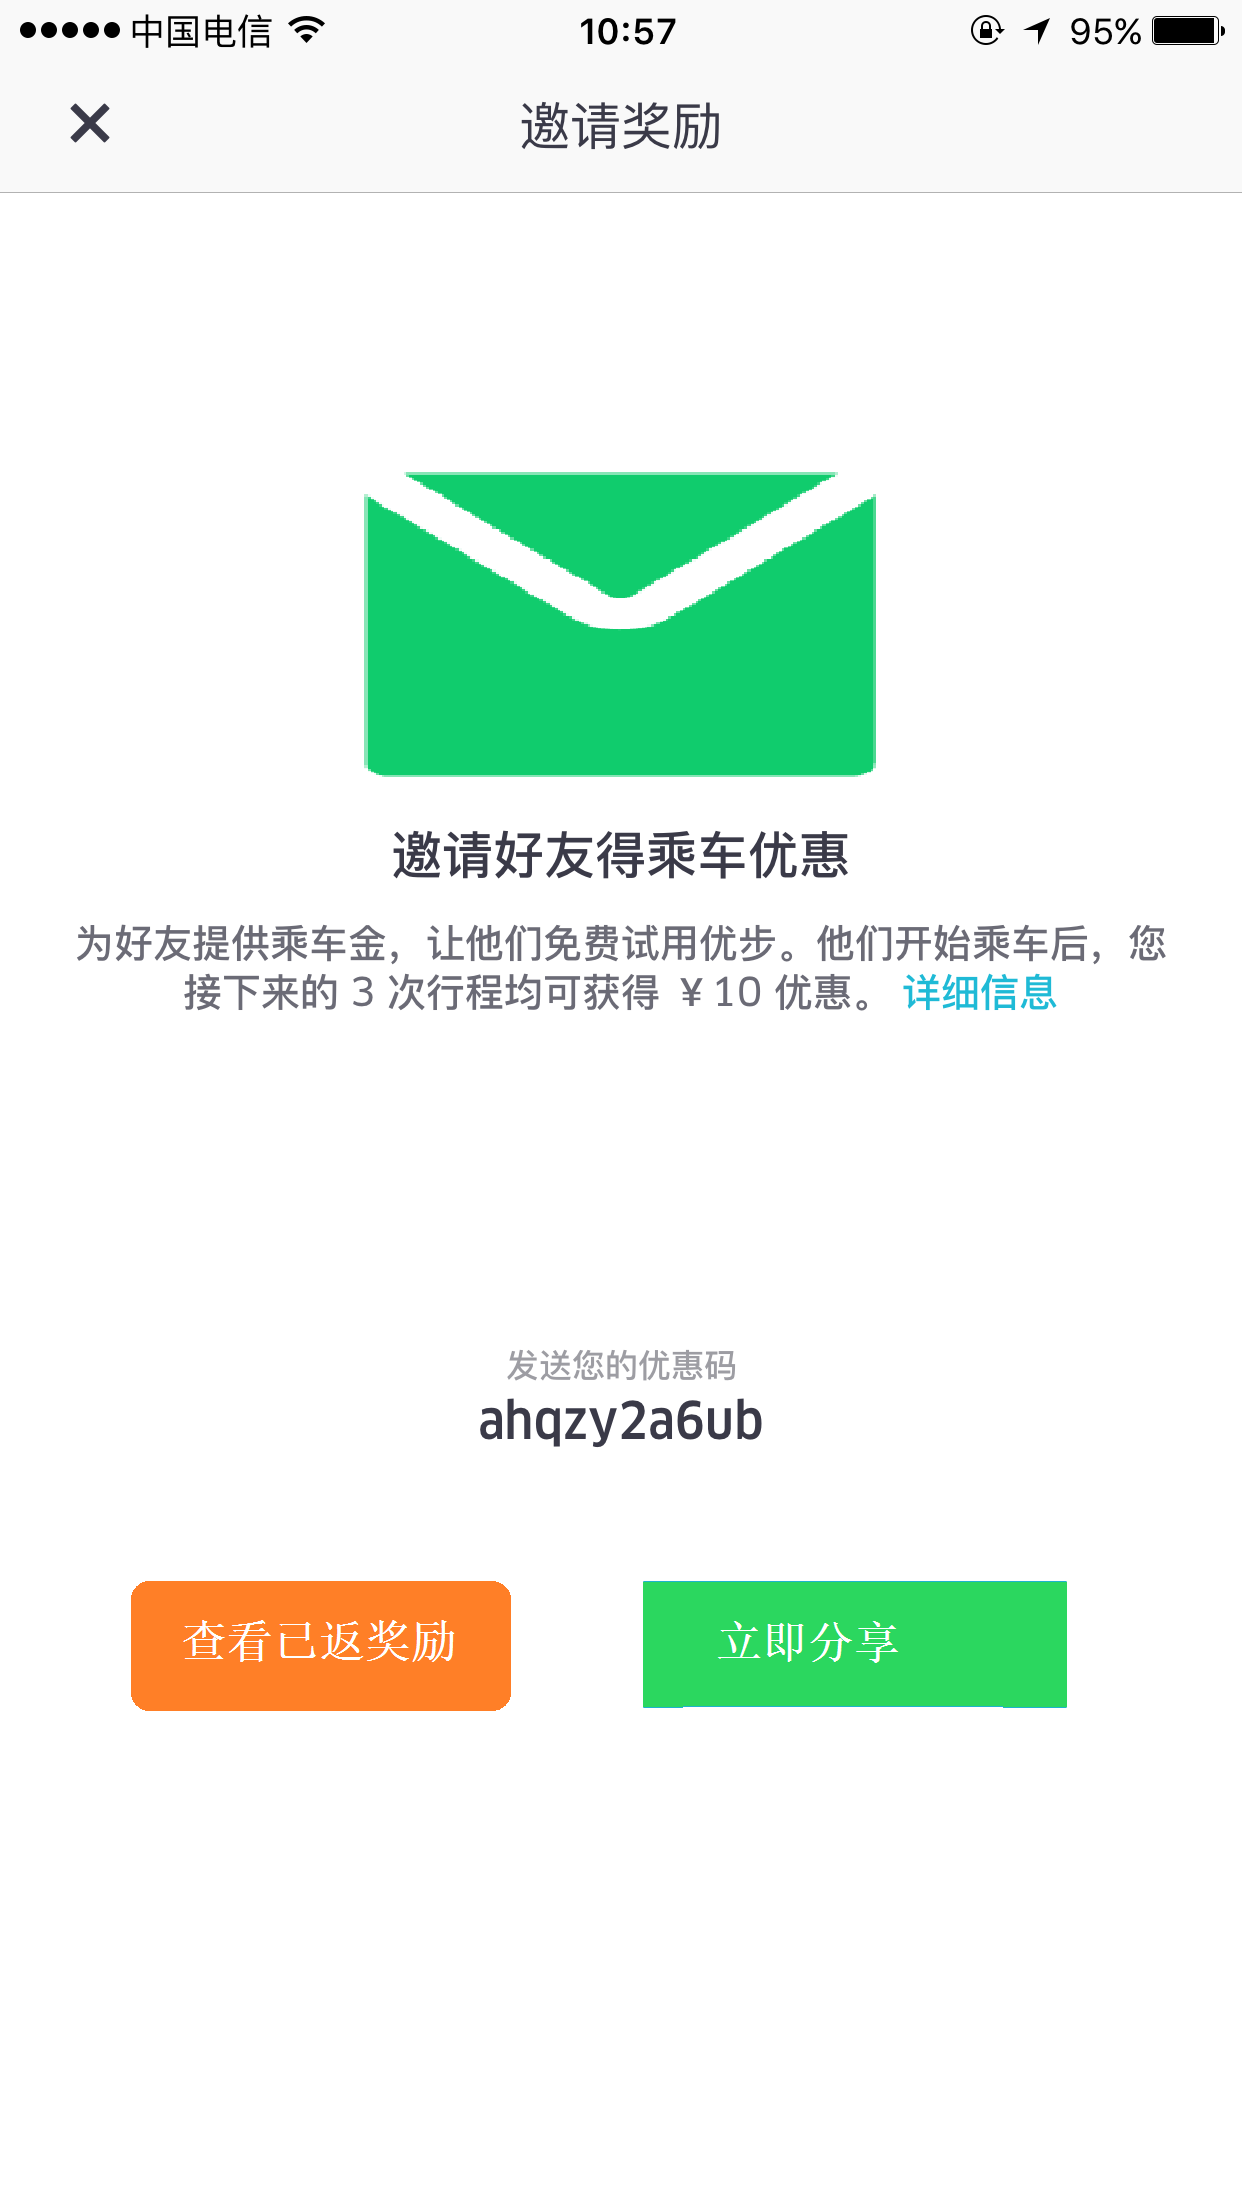 中国电信
10:57
95%
邀请奖励
邀请好友得乘车优惠
为好友提供乘车金，让他们免费试用优步。他们开始乘车后，您
接下来的 3 次行程均可获得 ￥10 优惠。 详细信息
发送您的优惠码
ahqzy2a6ub
查看已返奖励
立即分享